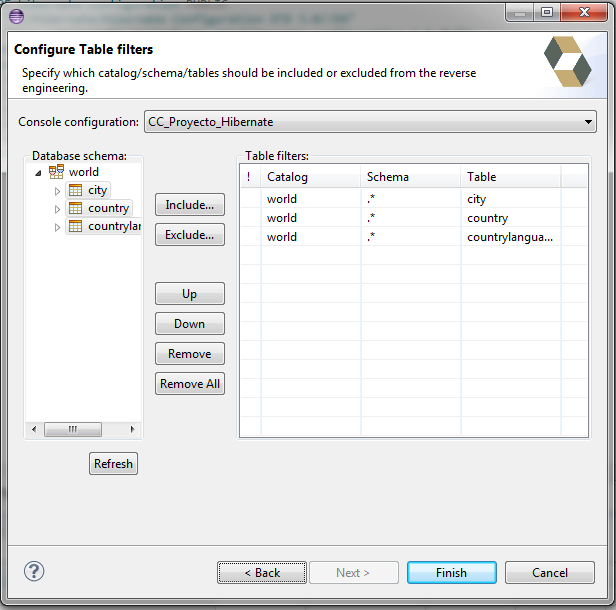 Configure Table filters
Specify which catalog/schema/tables should be included or excluded from the reverse
engineering.
Console configuration: CC_Proyecto_Hibernate
Database schema:
world
city
country
countrylan
Include...
Exclude...
Up
Down
Remove
Remove All
Refresh
Table filters:
! Catalog Schema Table
world .* city
world .* country
world .* countrylangua...
? < Back Next > Finish Cancel